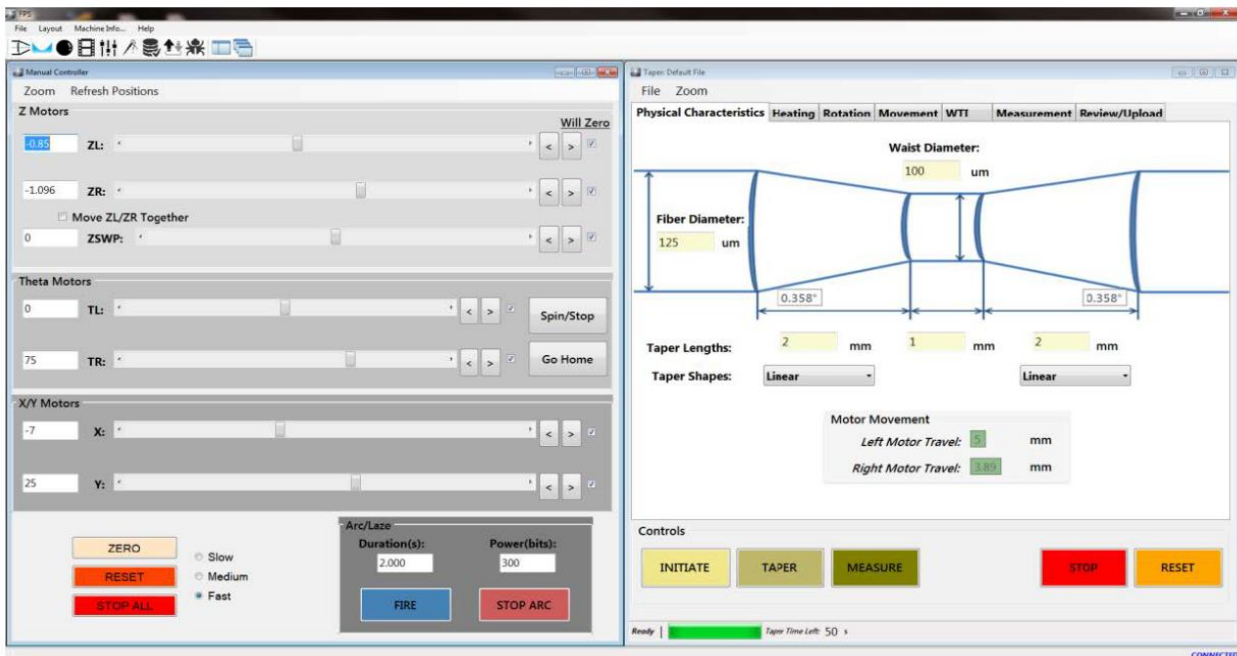 FPS
File Layout Machine Info... Help
Manual Controller
Zoom Refresh Positions
Z Motors
Will Zero
-0.85 ZL: < >
-1.096 ZR: < >
Move ZL/ZR Together
0 ZSWP: < >
Theta Motors
0 TL: < > Spin/Stop
75 TR: < > Go Home
X/Y Motors
-7 X: < >
25 Y: < >
ZERO
RESET
STOP ALL
Slow
Medium
Fast
Arc/Laze
Duration(s): Power(bits):
2.000 300
FIRE STOP ARC
Taper: Default File
File Zoom
Physical Characteristics Heating Rotation Movement WTI Measurement Review/Upload
Waist Diameter:
100 um
Fiber Diameter:
125 um
0.358° 0.358°
Taper Lengths: 2 mm 1 mm 2 mm
Taper Shapes: Linear Linear
Motor Movement
Left Motor Travel: 5 mm
Right Motor Travel: 3.89 mm
Controls
INITIATE TAPER MEASURE STOP RESET
Ready | Taper Time Left: 50 s
CONNECTED